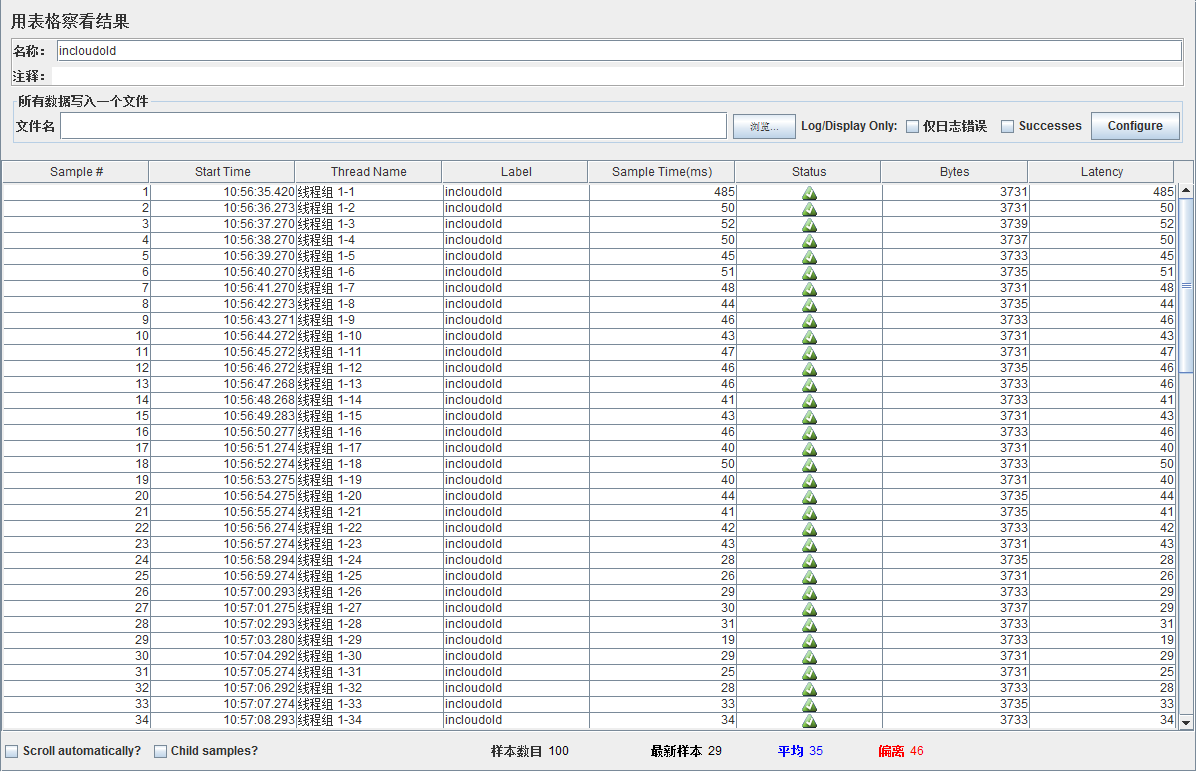 用表格察看结果
名称： incloudold
注释：
所有数据写入一个文件
文件名 浏览... Log/Display Only: 仅日志错误 Successes Configure
Sample # Start Time Thread Name Label Sample Time(ms) Status Bytes Latency
1 10:56:35.420 线程组 1-1 incloudold 485 3731 485
2 10:56:36.273 线程组 1-2 incloudold 50 3731 50
3 10:56:37.270 线程组 1-3 incloudold 52 3739 52
4 10:56:38.270 线程组 1-4 incloudold 50 3737 50
5 10:56:39.270 线程组 1-5 incloudold 45 3733 45
6 10:56:40.270 线程组 1-6 incloudold 51 3735 51
7 10:56:41.270 线程组 1-7 incloudold 48 3731 48
8 10:56:42.273 线程组 1-8 incloudold 44 3735 44
9 10:56:43.271 线程组 1-9 incloudold 46 3733 46
10 10:56:44.272 线程组 1-10 incloudold 43 3731 43
11 10:56:45.272 线程组 1-11 incloudold 47 3731 47
12 10:56:46.272 线程组 1-12 incloudold 46 3735 46
13 10:56:47.268 线程组 1-13 incloudold 46 3733 46
14 10:56:48.268 线程组 1-14 incloudold 41 3733 41
15 10:56:49.283 线程组 1-15 incloudold 43 3731 43
16 10:56:50.277 线程组 1-16 incloudold 46 3733 46
17 10:56:51.274 线程组 1-17 incloudold 40 3731 40
18 10:56:52.274 线程组 1-18 incloudold 50 3733 50
19 10:56:53.275 线程组 1-19 incloudold 40 3731 40
20 10:56:54.275 线程组 1-20 incloudold 44 3735 44
21 10:56:55.274 线程组 1-21 incloudold 41 3735 41
22 10:56:56.274 线程组 1-22 incloudold 42 3733 42
23 10:56:57.274 线程组 1-23 incloudold 43 3731 43
24 10:56:58.294 线程组 1-24 incloudold 28 3735 28
25 10:56:59.274 线程组 1-25 incloudold 26 3731 26
26 10:57:00.293 线程组 1-26 incloudold 29 3733 29
27 10:57:01.275 线程组 1-27 incloudold 30 3737 29
28 10:57:02.293 线程组 1-28 incloudold 31 3733 31
29 10:57:03.280 线程组 1-29 incloudold 19 3733 19
30 10:57:04.292 线程组 1-30 incloudold 29 3731 29
31 10:57:05.274 线程组 1-31 incloudold 25 3731 25
32 10:57:06.292 线程组 1-32 incloudold 28 3733 28
33 10:57:07.274 线程组 1-33 incloudold 33 3735 33
34 10:57:08.293 线程组 1-34 incloudold 34 3733 34
Scroll automatically? Child samples? 样本数目 100 最新样本 29 平均 35 偏离 46